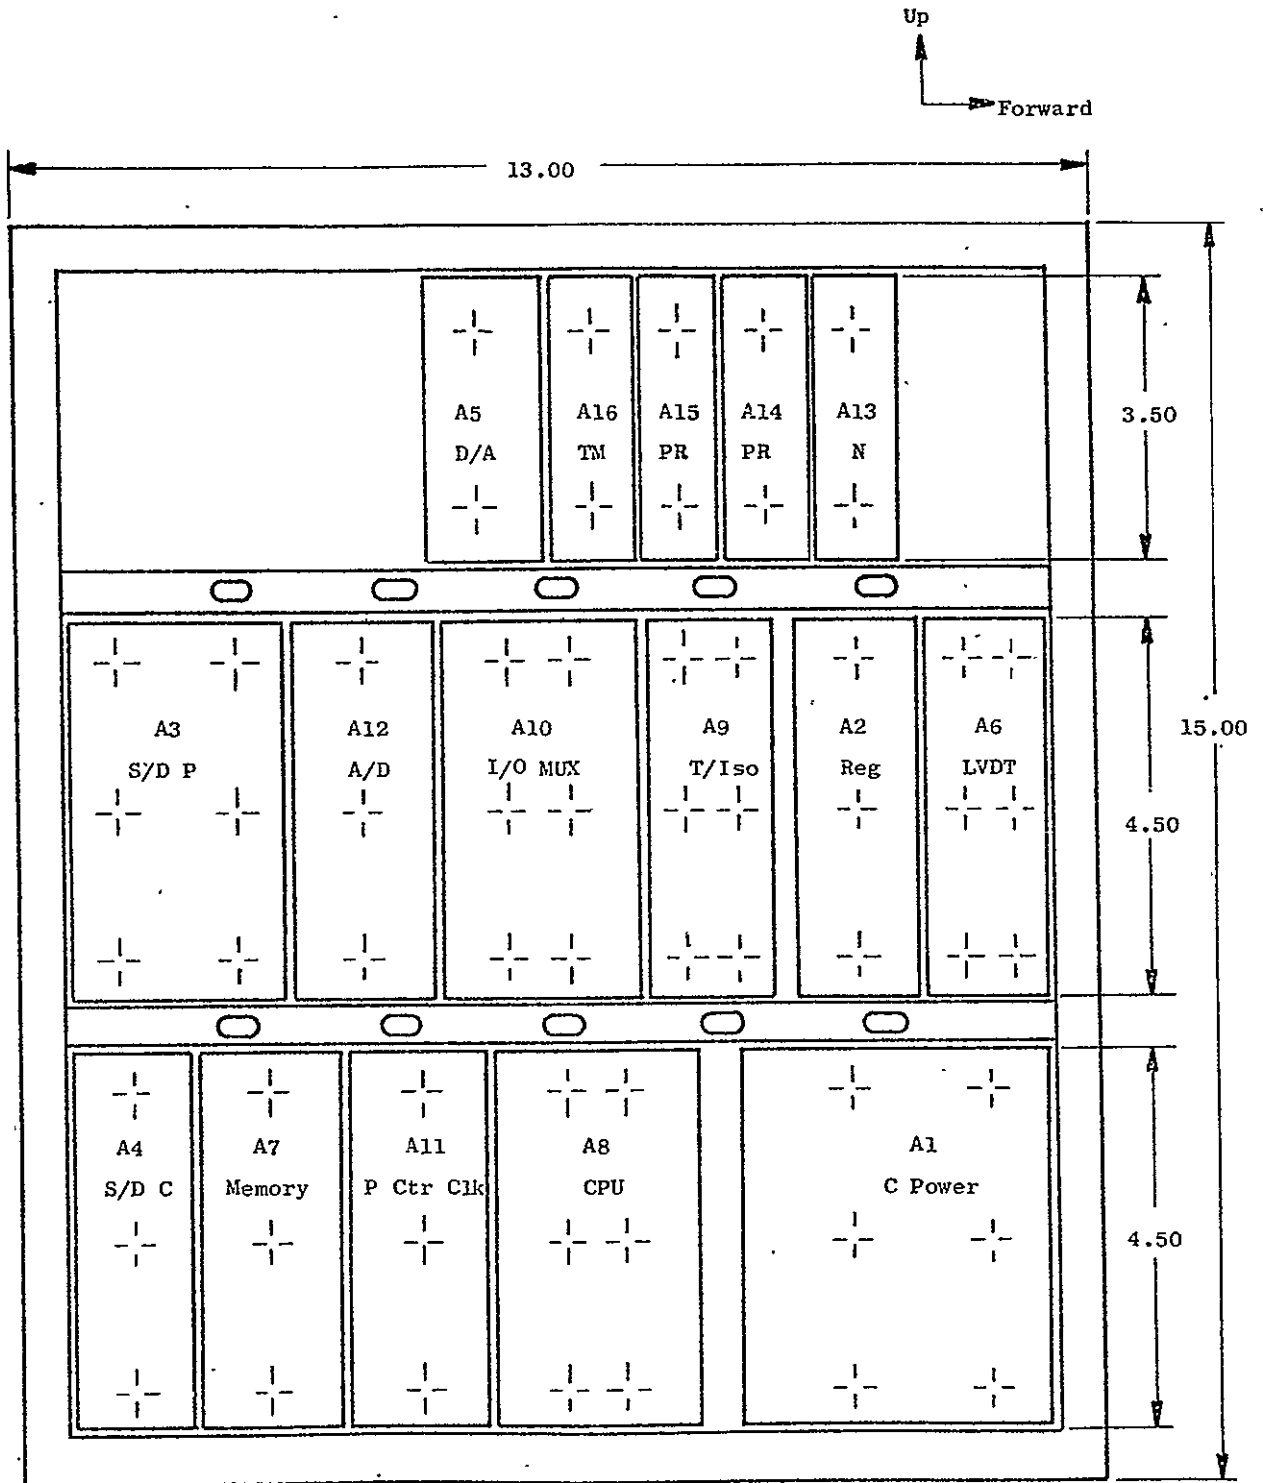 Up
Forward
13.00
A5 A16 A15 A14 A13
D/A TM PR PR N
3.50
A3 A12 A10 A9 A2 A6
S/D P A/D I/O MUX T/Iso Reg LVDT
15.00
4.50
A4 A7 A11 A8 A1
S/D C Memory P Ctr Clk CPU C Power
4.50